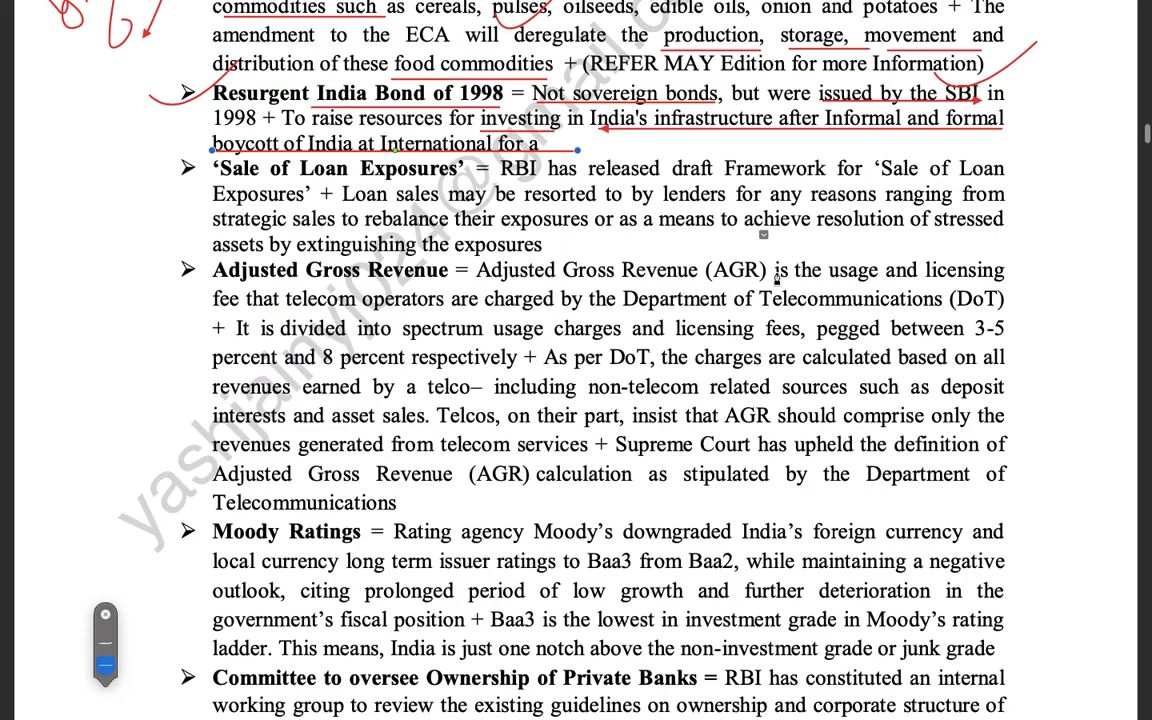 commodities such as cereals, pulses, oilseeds, edible oils, onion and potatoes + The
amendment to the ECA will deregulate the production, storage, movement and
distribution of these food commodities + (REFER MAY Edition for more Information)
➤ Resurgent India Bond of 1998 = Not sovereign bonds, but were issued by the SBI in
1998 + To raise resources for investing in India's infrastructure after Informal and formal
boycott of India at International for a
➤ ‘Sale of Loan Exposures’ = RBI has released draft Framework for ‘Sale of Loan
Exposures’ + Loan sales may be resorted to by lenders for any reasons ranging from
strategic sales to rebalance their exposures or as a means to achieve resolution of stressed
assets by extinguishing the exposures
➤ Adjusted Gross Revenue = Adjusted Gross Revenue (AGR) is the usage and licensing
fee that telecom operators are charged by the Department of Telecommunications (DoT)
+ It is divided into spectrum usage charges and licensing fees, pegged between 3-5
percent and 8 percent respectively + As per DoT, the charges are calculated based on all
revenues earned by a telco– including non-telecom related sources such as deposit
interests and asset sales. Telcos, on their part, insist that AGR should comprise only the
revenues generated from telecom services + Supreme Court has upheld the definition of
Adjusted Gross Revenue (AGR) calculation as stipulated by the Department of
Telecommunications
➤ Moody Ratings = Rating agency Moody’s downgraded India’s foreign currency and
local currency long term issuer ratings to Baa3 from Baa2, while maintaining a negative
outlook, citing prolonged period of low growth and further deterioration in the
government’s fiscal position + Baa3 is the lowest in investment grade in Moody’s rating
ladder. This means, India is just one notch above the non-investment grade or junk grade
➤ Committee to oversee Ownership of Private Banks = RBI has constituted an internal
working group to review the existing guidelines on ownership and corporate structure of
yashjainyj024@gmail.co